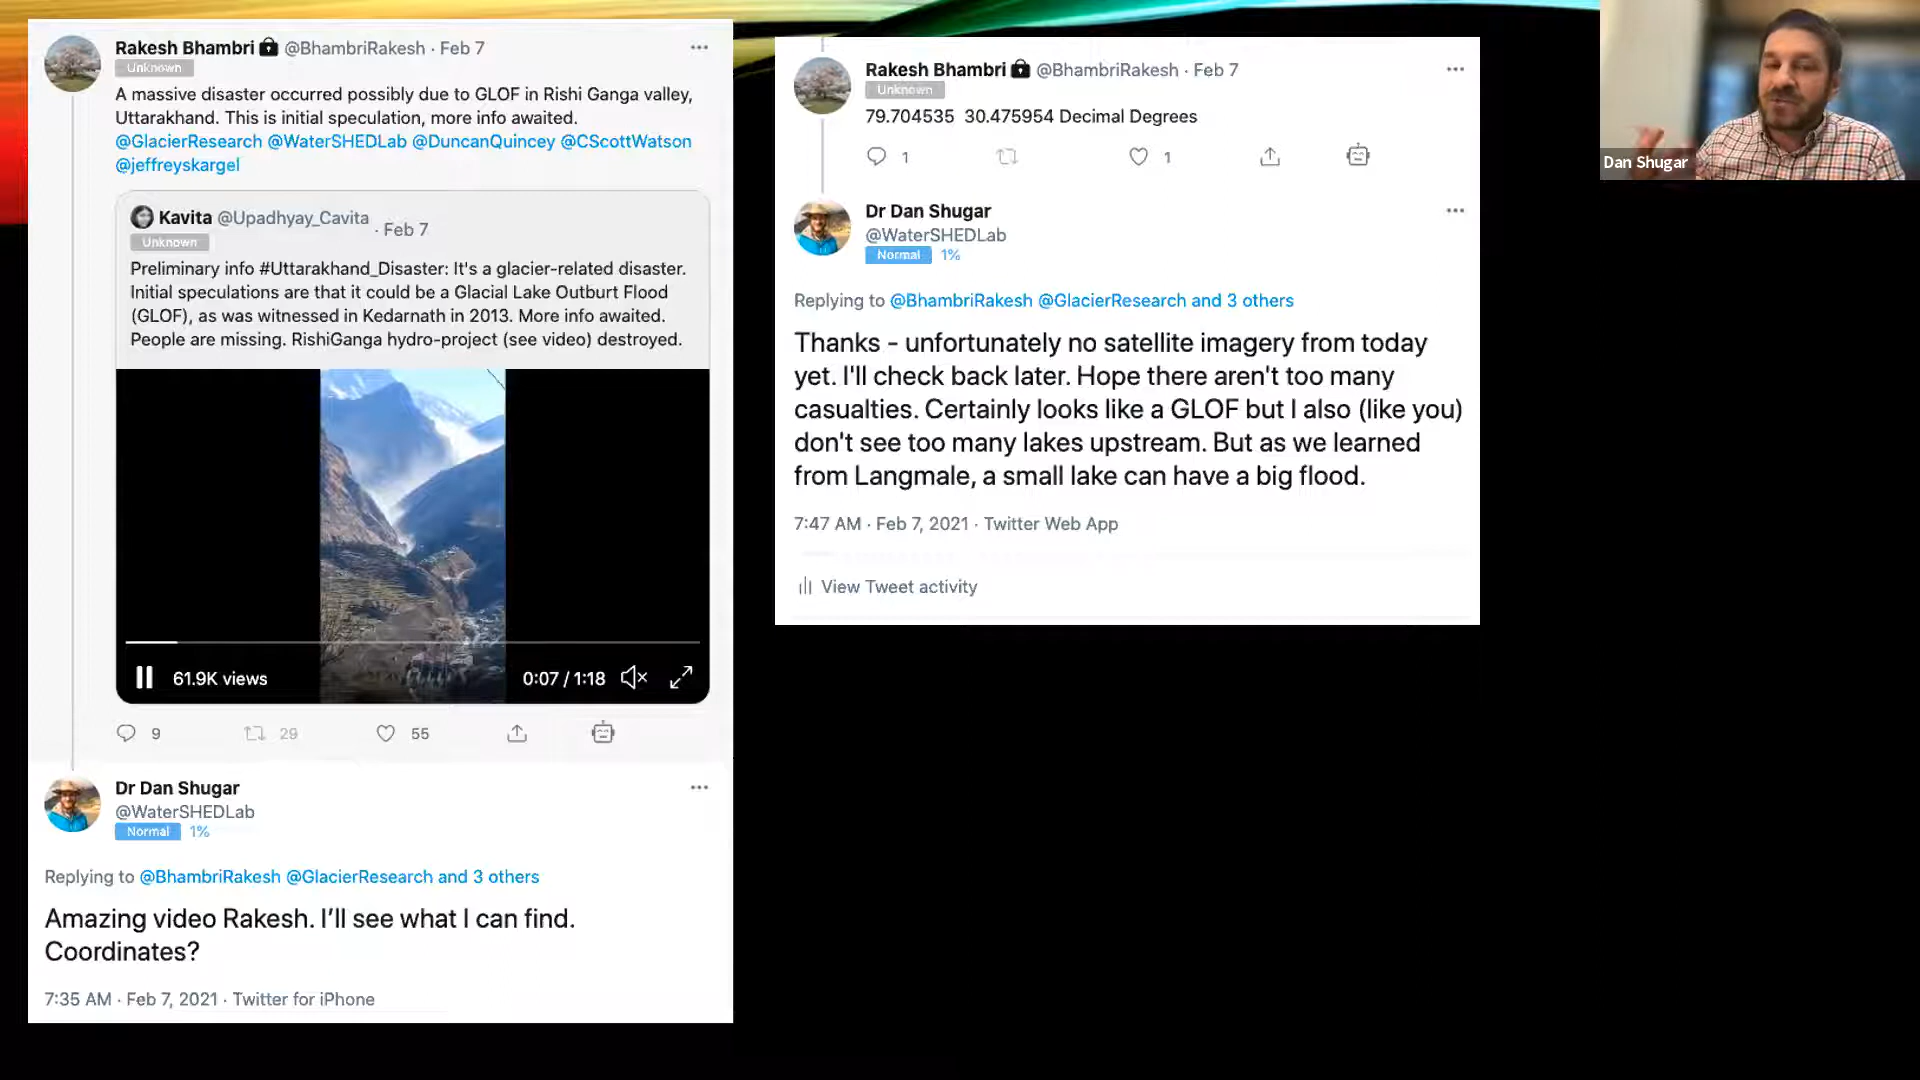 Rakesh Bhambri @BhambriRakesh · Feb 7
Unknown
A massive disaster occurred possibly due to GLOF in Rishi Ganga valley,
Uttarakhand. This is initial speculation, more info awaited.
@GlacierResearch @WaterSHEDLab @DuncanQuincey @CScottWatson
@jeffreyskargel
Kavita @Upadhyay_Cavita · Feb 7
Unknown
Preliminary info #Uttarakhand_Disaster: It's a glacier-related disaster.
Initial speculations are that it could be a Glacial Lake Outburt Flood
(GLOF), as was witnessed in Kedarnath in 2013. More info awaited.
People are missing. RishiGanga hydro-project (see video) destroyed.
61.9K views
0:07 / 1:18
9 29 55
Dr Dan Shugar
@WaterSHEDLab
Normal 1%
Replying to @BhambriRakesh @GlacierResearch and 3 others
Amazing video Rakesh. I'll see what I can find.
Coordinates?
7:35 AM · Feb 7, 2021 · Twitter for iPhone
Rakesh Bhambri @BhambriRakesh · Feb 7
Unknown
79.704535 30.475954 Decimal Degrees
1 1
Dr Dan Shugar
@WaterSHEDLab
Normal 1%
Replying to @BhambriRakesh @GlacierResearch and 3 others
Thanks - unfortunately no satellite imagery from today
yet. I'll check back later. Hope there aren't too many
casualties. Certainly looks like a GLOF but I also (like you)
don't see too many lakes upstream. But as we learned
from Langmale, a small lake can have a big flood.
7:47 AM · Feb 7, 2021 · Twitter Web App
View Tweet activity
Dan Shugar